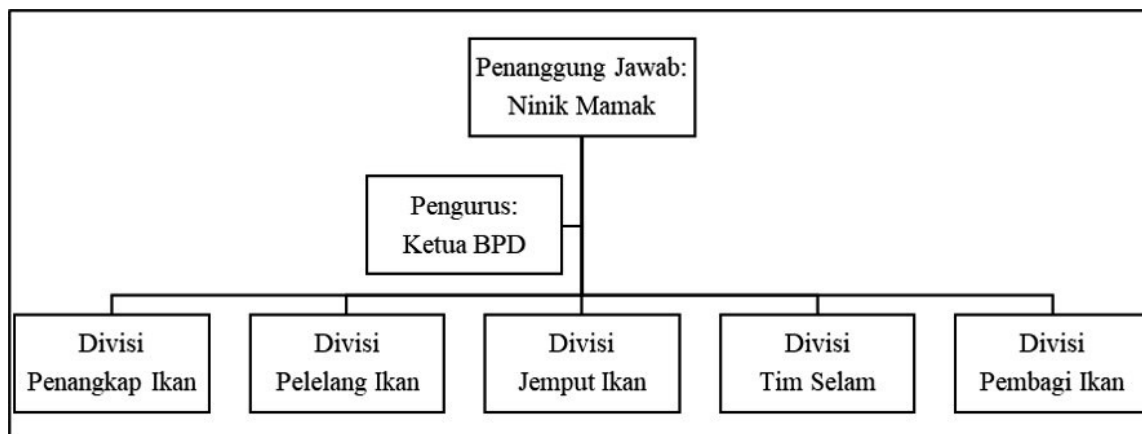 Penanggung Jawab:
Ninik Mamak
Pengurus:
Ketua BPD
Divisi
Penangkap Ikan
Divisi
Pelelang Ikan
Divisi
Jemput Ikan
Divisi
Tim Selam
Divisi
Pembagi Ikan